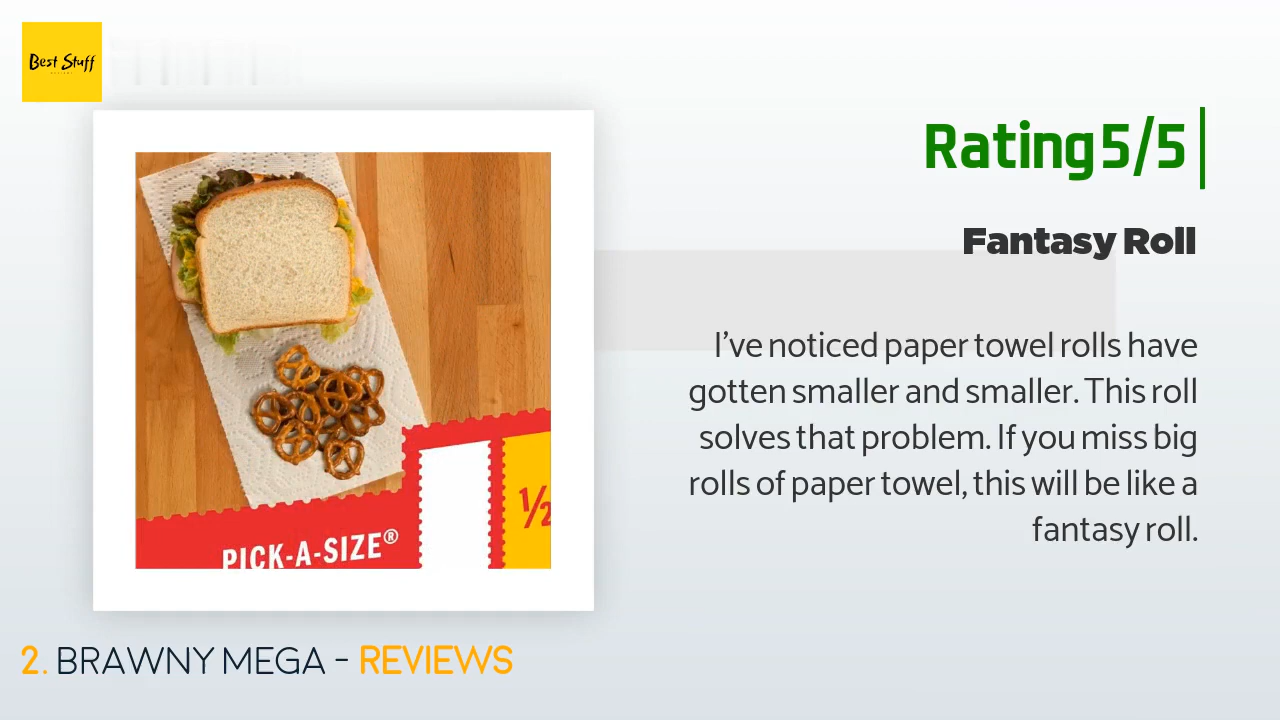 Best Stuff
Rating 5/5
Fantasy Roll
I've noticed paper towel rolls have
gotten smaller and smaller. This roll
solves that problem. If you miss big
rolls of paper towel, this will be like a
fantasy roll.
PICK-A-SIZE®
½
2. BRAWNY MEGA - REVIEWS